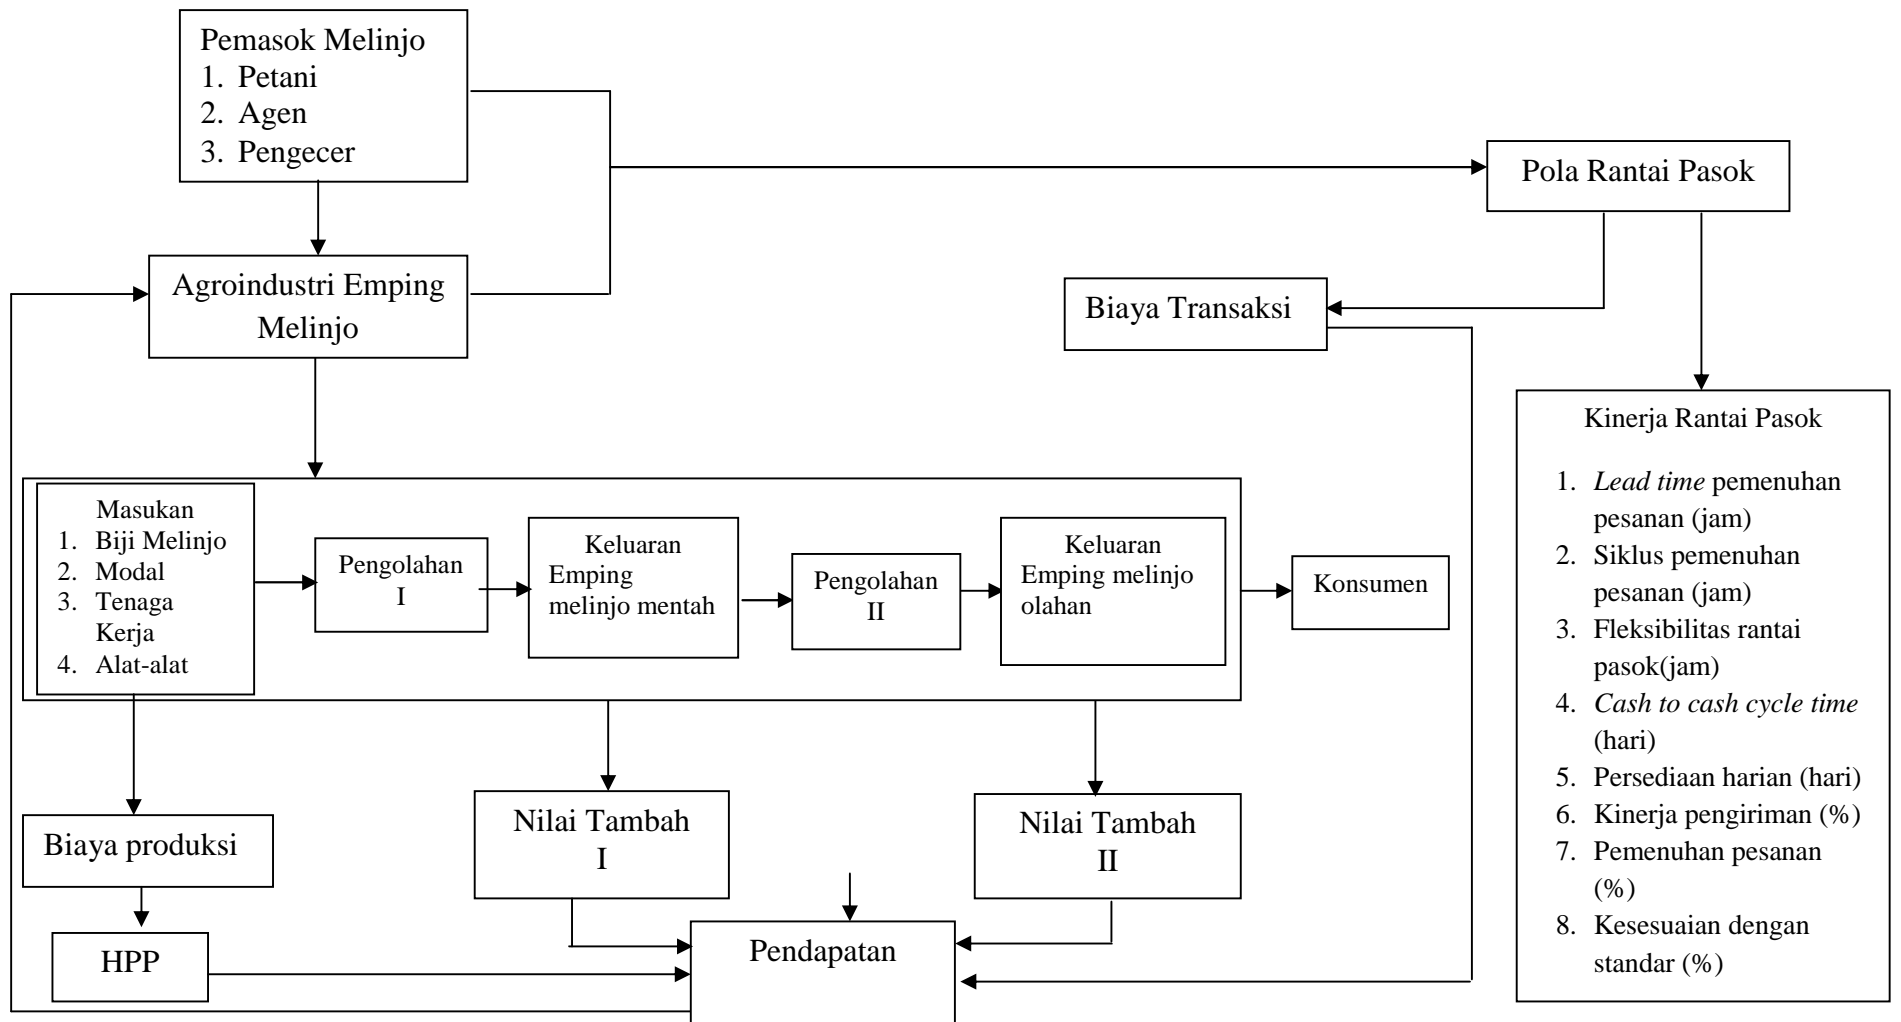 Pemasok Melinjo
1. Petani
2. Agen
3. Pengecer
Pola Rantai Pasok
Agroindustri Emping
Melinjo
Biaya Transaksi
Kinerja Rantai Pasok
1. Lead time pemenuhan
pesanan (jam)
2. Siklus pemenuhan
pesanan (jam)
3. Fleksibilitas rantai
pasok(jam)
4. Cash to cash cycle time
(hari)
5. Persediaan harian (hari)
6. Kinerja pengiriman (%)
7. Pemenuhan pesanan
(%)
8. Kesesuaian dengan
standar (%)
Masukan
1. Biji Melinjo
2. Modal
3. Tenaga
Kerja
4. Alat-alat
Pengolahan
I
Keluaran
Emping
melinjo mentah
Pengolahan
II
Keluaran
Emping melinjo
olahan
Konsumen
Biaya produksi
Nilai Tambah
I
Nilai Tambah
II
HPP
Pendapatan